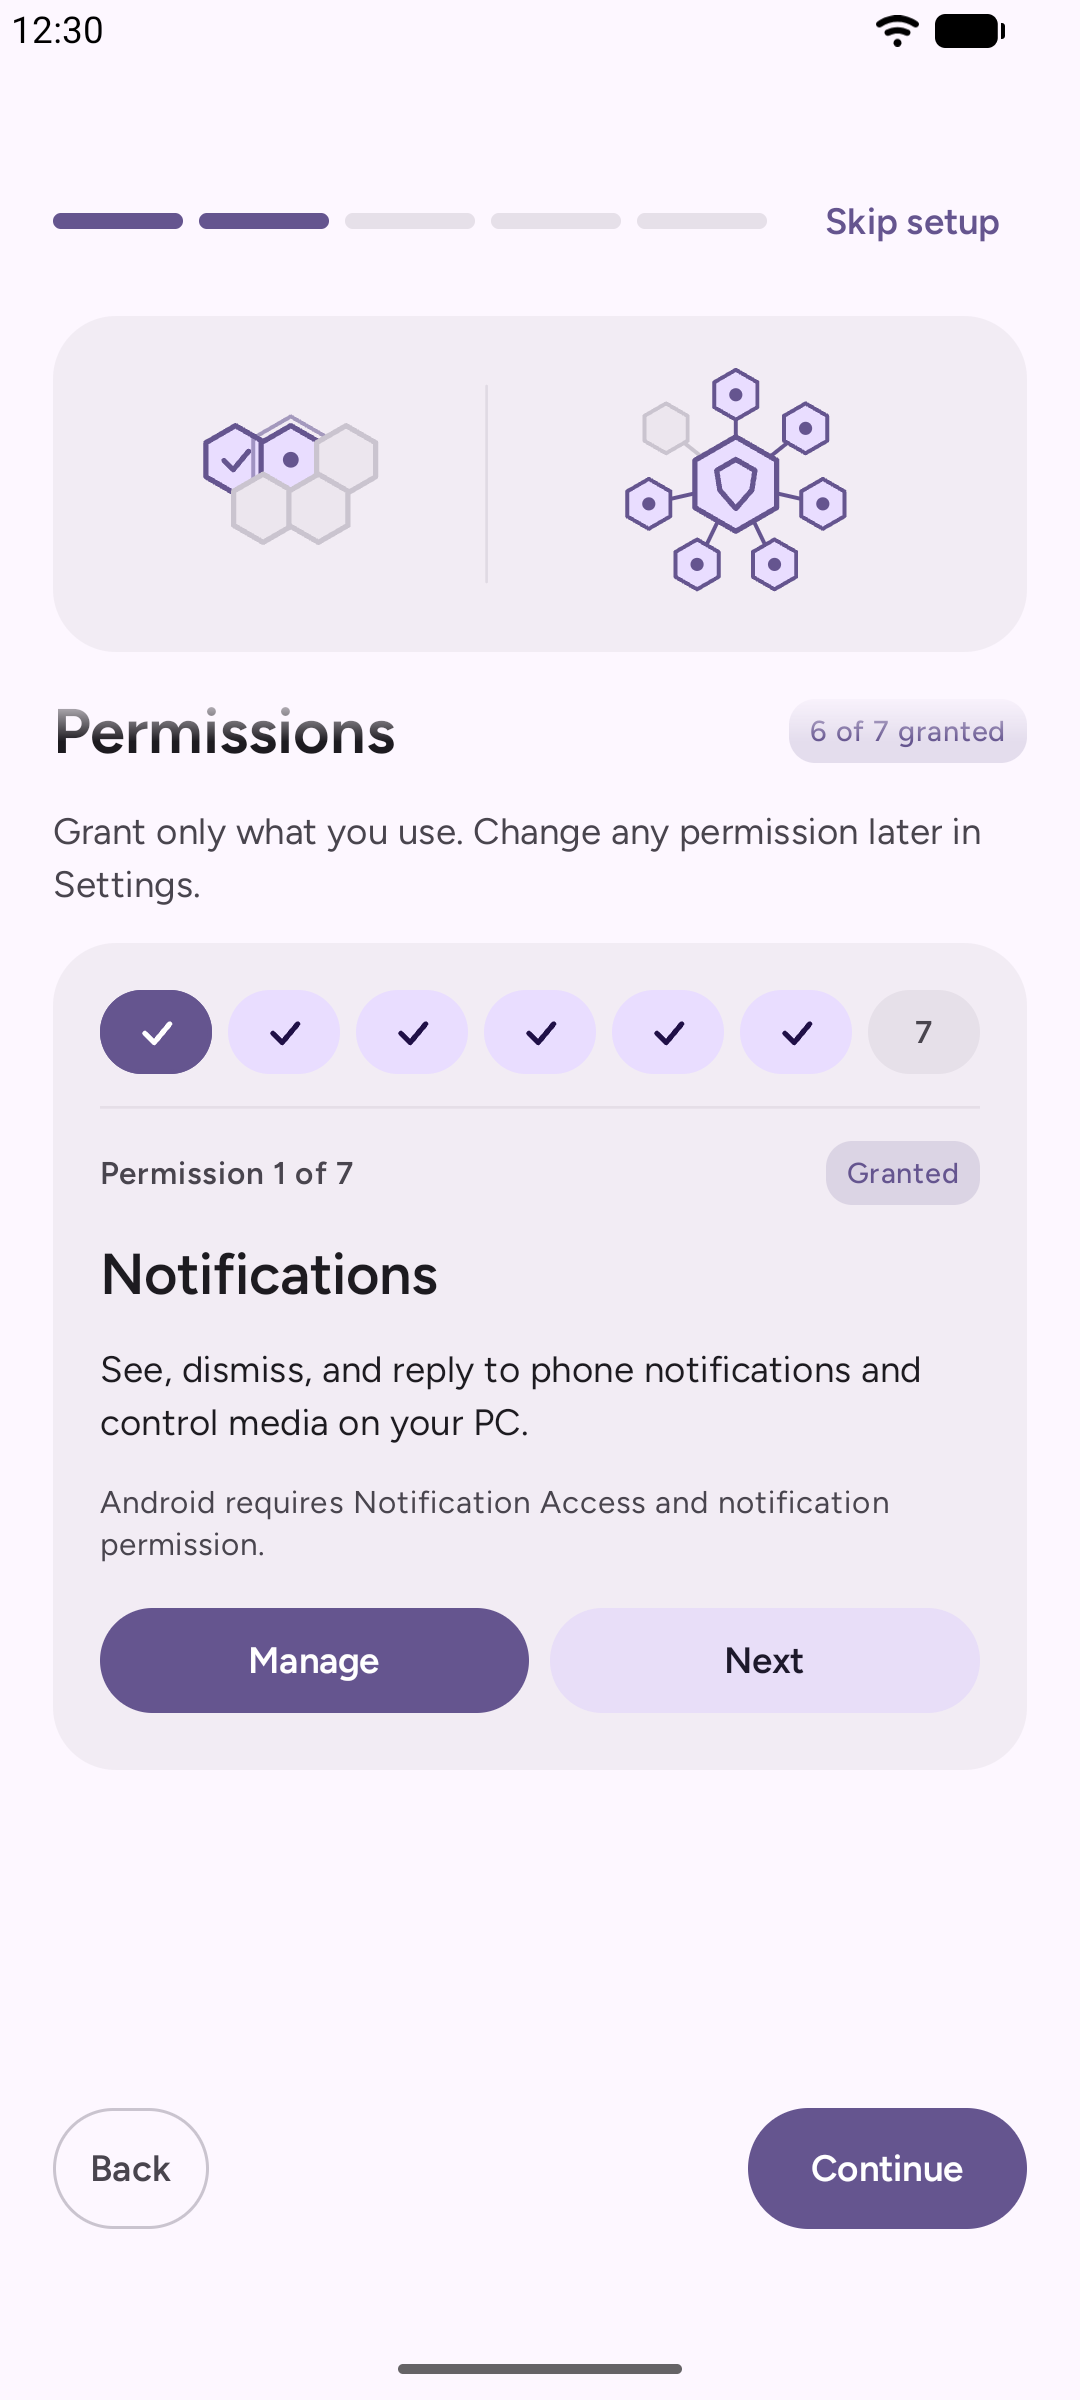 12:30
Skip setup
Permissions
6 of 7 granted
Grant only what you use. Change any permission later in
Settings.
7
Permission 1 of 7
Granted
Notifications
See, dismiss, and reply to phone notifications and
control media on your PC.
Android requires Notification Access and notification
permission.
Manage
Next
Back
Continue